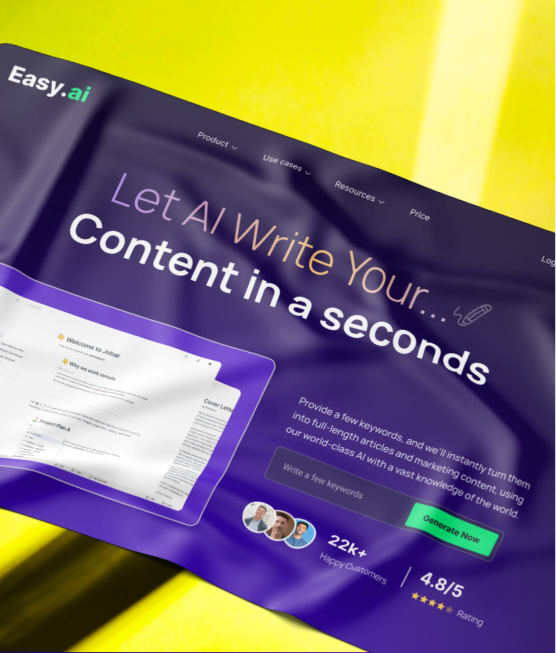 Easy.ai
Product
Use cases
Resources
Price
Log
Let AI Write Your...
Content in a seconds
Welcome to Jobar
Why we work remote
Project Plan A
Cover Lette
Provide a few keywords, and we'll instantly turn them
into full-length articles and marketing content, using
our world-class AI with a vast knowledge of the world.
Write a few keywords
Generate Now
22k+
Happy Customers
4.8/5
Rating